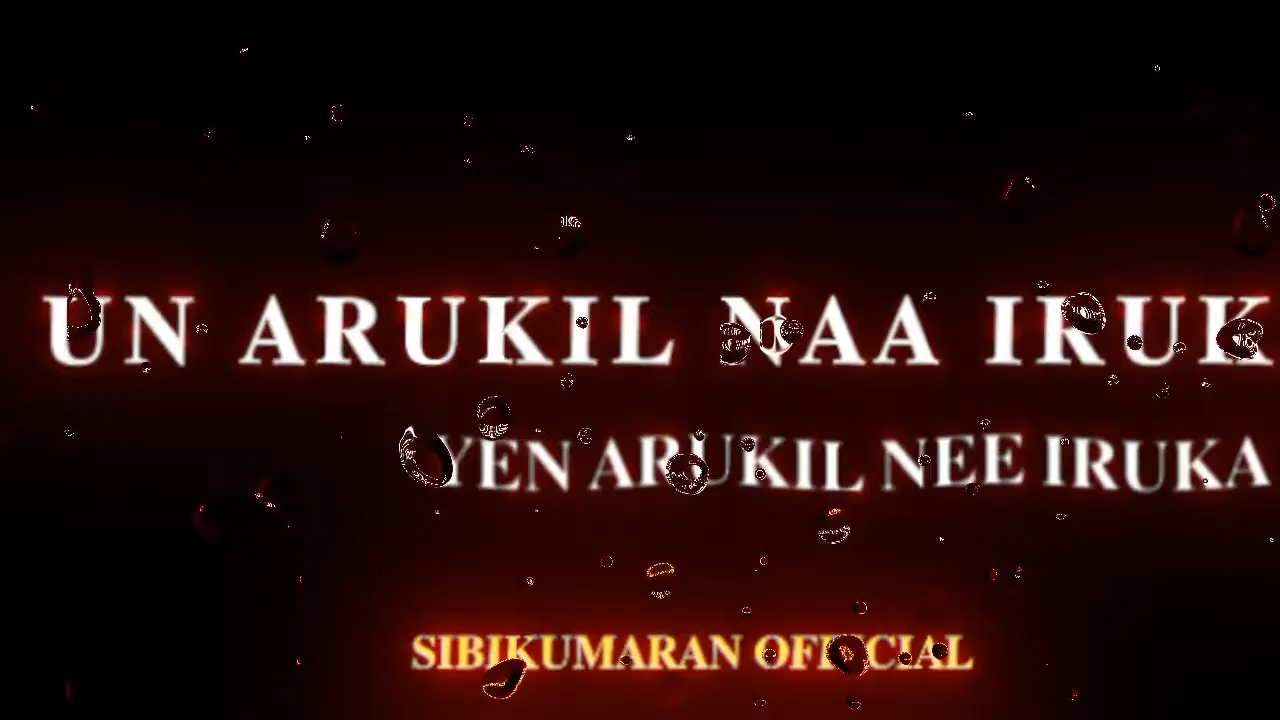 UN ARUKIL NAA IRUK
YEN ARUKIL NEE IRUKA
SIBIKUMARAN OFFICIAL